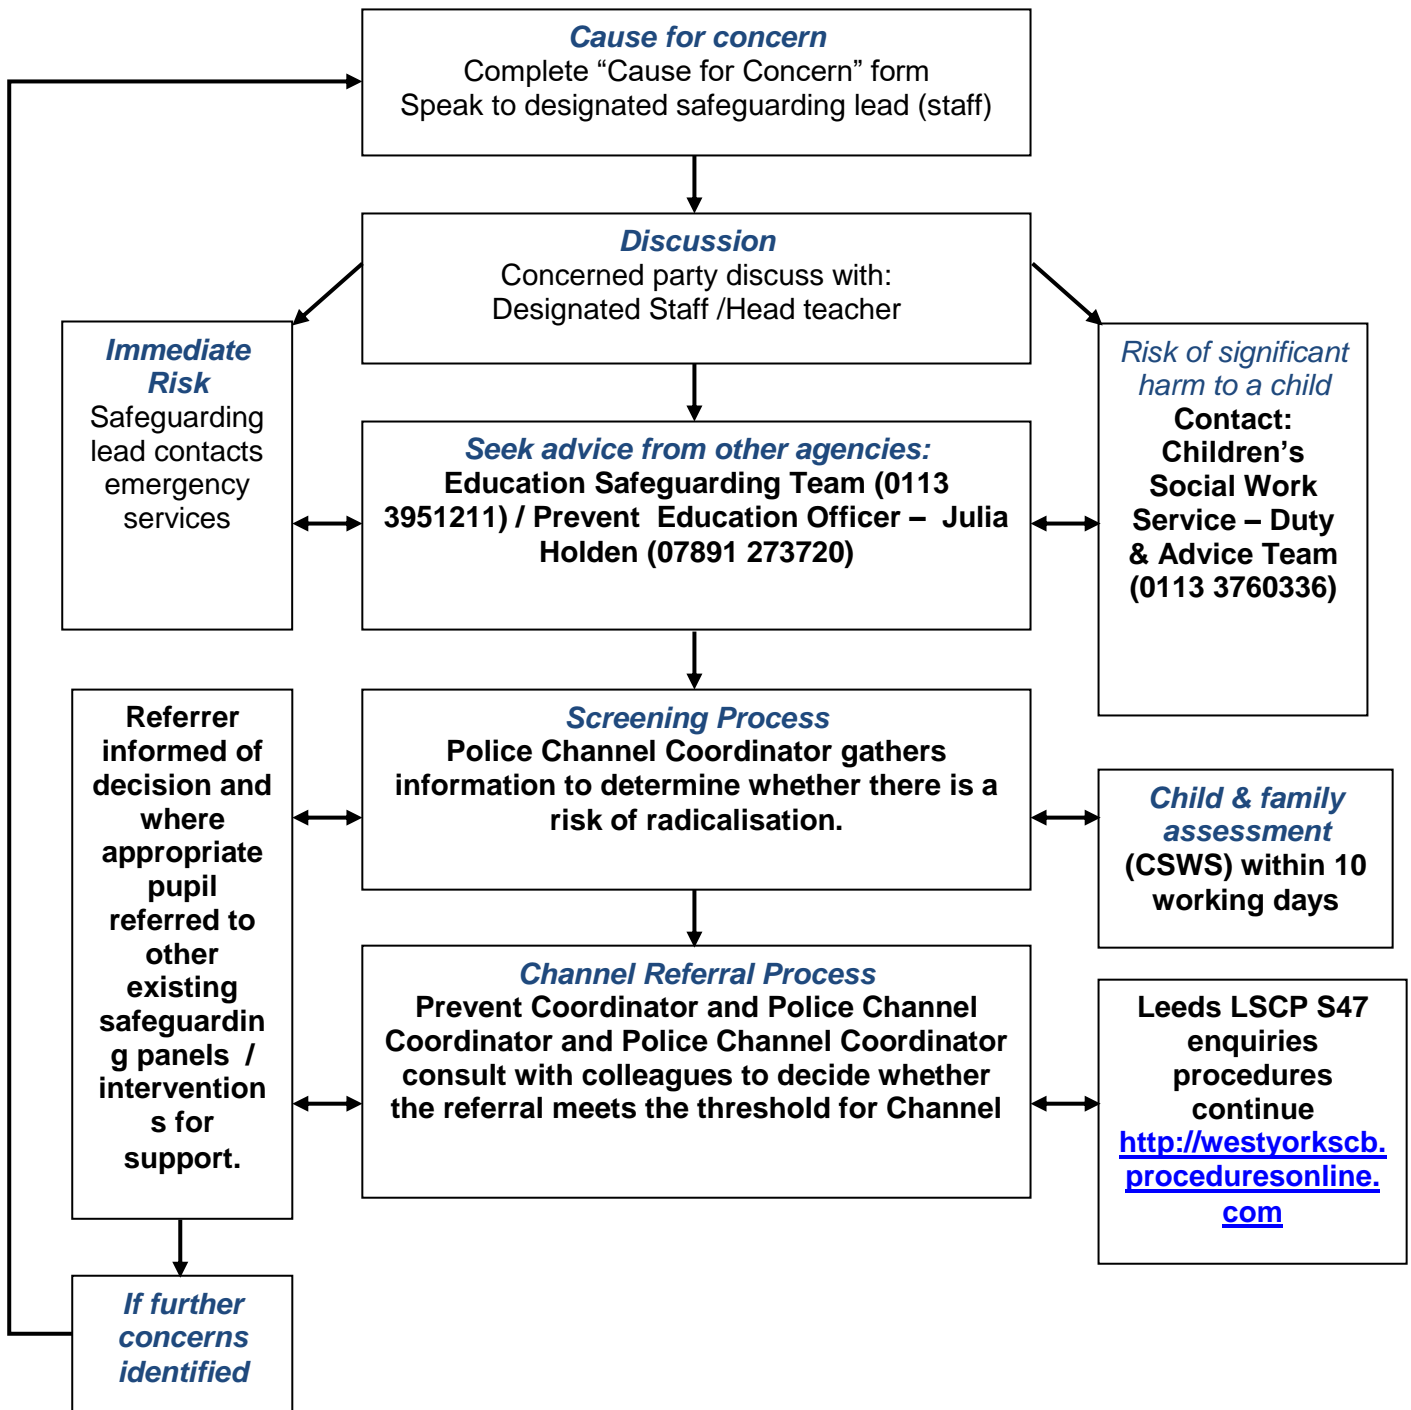 Cause for concern
Complete “Cause for Concern” form
Speak to designated safeguarding lead (staff)
Discussion
Concerned party discuss with:
Designated Staff /Head teacher
Immediate
Risk
Safeguarding
lead contacts
emergency
services
Seek advice from other agencies:
Education Safeguarding Team (0113
3951211) / Prevent  Education Officer –  Julia
Holden (07891 273720)
Risk of significant
harm to a child
Contact:
Children’s
Social Work
Service – Duty
& Advice Team
(0113 3760336)
Referrer
informed of
decision and
where
appropriate
pupil
referred to
other
existing
safeguardin
g panels  /
intervention
s for
support.
Screening Process
Police Channel Coordinator gathers
information to determine whether there is a
risk of radicalisation.
Child & family
assessment
(CSWS) within 10
working days
Channel Referral Process
Prevent Coordinator and Police Channel
Coordinator and Police Channel Coordinator
consult with colleagues to decide whether
the referral meets the threshold for Channel
Leeds LSCP S47
enquiries
procedures
continue
http://westyorkscb.
proceduresonline.
com
If further
concerns
identified